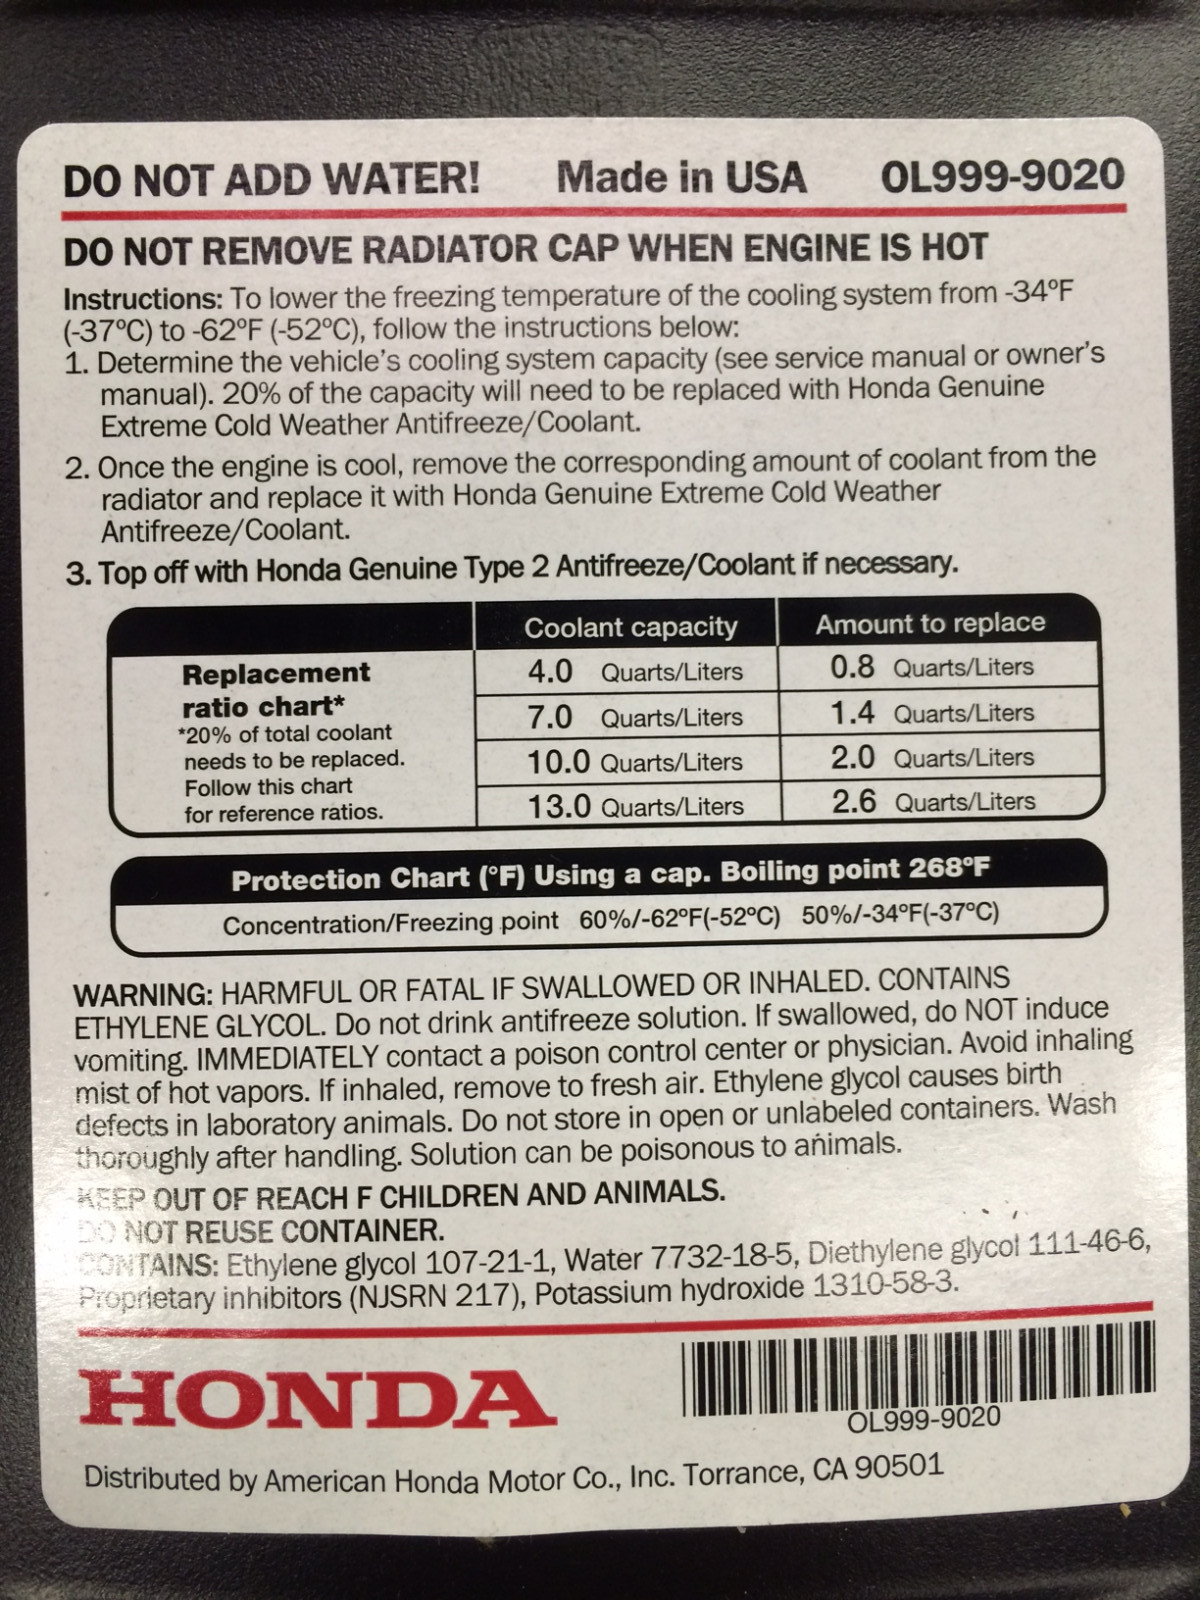 DO NOT ADD WATER! Made in USA OL999-9020
DO NOT REMOVE RADIATOR CAP WHEN ENGINE IS HOT
Instructions: To lower the freezing temperature of the cooling system from -34ºF
(-37ºC) to -62ºF (-52ºC), follow the instructions below:
1. Determine the vehicle's cooling system capacity (see service manual or owner's
manual). 20% of the capacity will need to be replaced with Honda Genuine
Extreme Cold Weather Antifreeze/Coolant.
2. Once the engine is cool, remove the corresponding amount of coolant from the
radiator and replace it with Honda Genuine Extreme Cold Weather
Antifreeze/Coolant.
3. Top off with Honda Genuine Type 2 Antifreeze/Coolant if necessary.
Coolant capacity Amount to replace
Replacement
ratio chart*
*20% of total coolant
needs to be replaced.
Follow this chart
for reference ratios.
4.0 Quarts/Liters 0.8 Quarts/Liters
7.0 Quarts/Liters 1.4 Quarts/Liters
10.0 Quarts/Liters 2.0 Quarts/Liters
13.0 Quarts/Liters 2.6 Quarts/Liters
Protection Chart (°F) Using a cap. Boiling point 268ºF
Concentration/Freezing point 60%/-62ºF(-52ºC) 50%/-34ºF(-37ºC)
WARNING: HARMFUL OR FATAL IF SWALLOWED OR INHALED. CONTAINS
ETHYLENE GLYCOL. Do not drink antifreeze solution. If swallowed, do NOT induce
vomiting. IMMEDIATELY contact a poison control center or physician. Avoid inhaling
mist of hot vapors. If inhaled, remove to fresh air. Ethylene glycol causes birth
defects in laboratory animals. Do not store in open or unlabeled containers. Wash
thoroughly after handling. Solution can be poisonous to animals.
KEEP OUT OF REACH F CHILDREN AND ANIMALS.
DO NOT REUSE CONTAINER.
CONTAINS: Ethylene glycol 107-21-1, Water 7732-18-5, Diethylene glycol 111-46-6,
Proprietary inhibitors (NJSRN 217), Potassium hydroxide 1310-58-3.
HONDA
OL999-9020
Distributed by American Honda Motor Co., Inc. Torrance, CA 90501